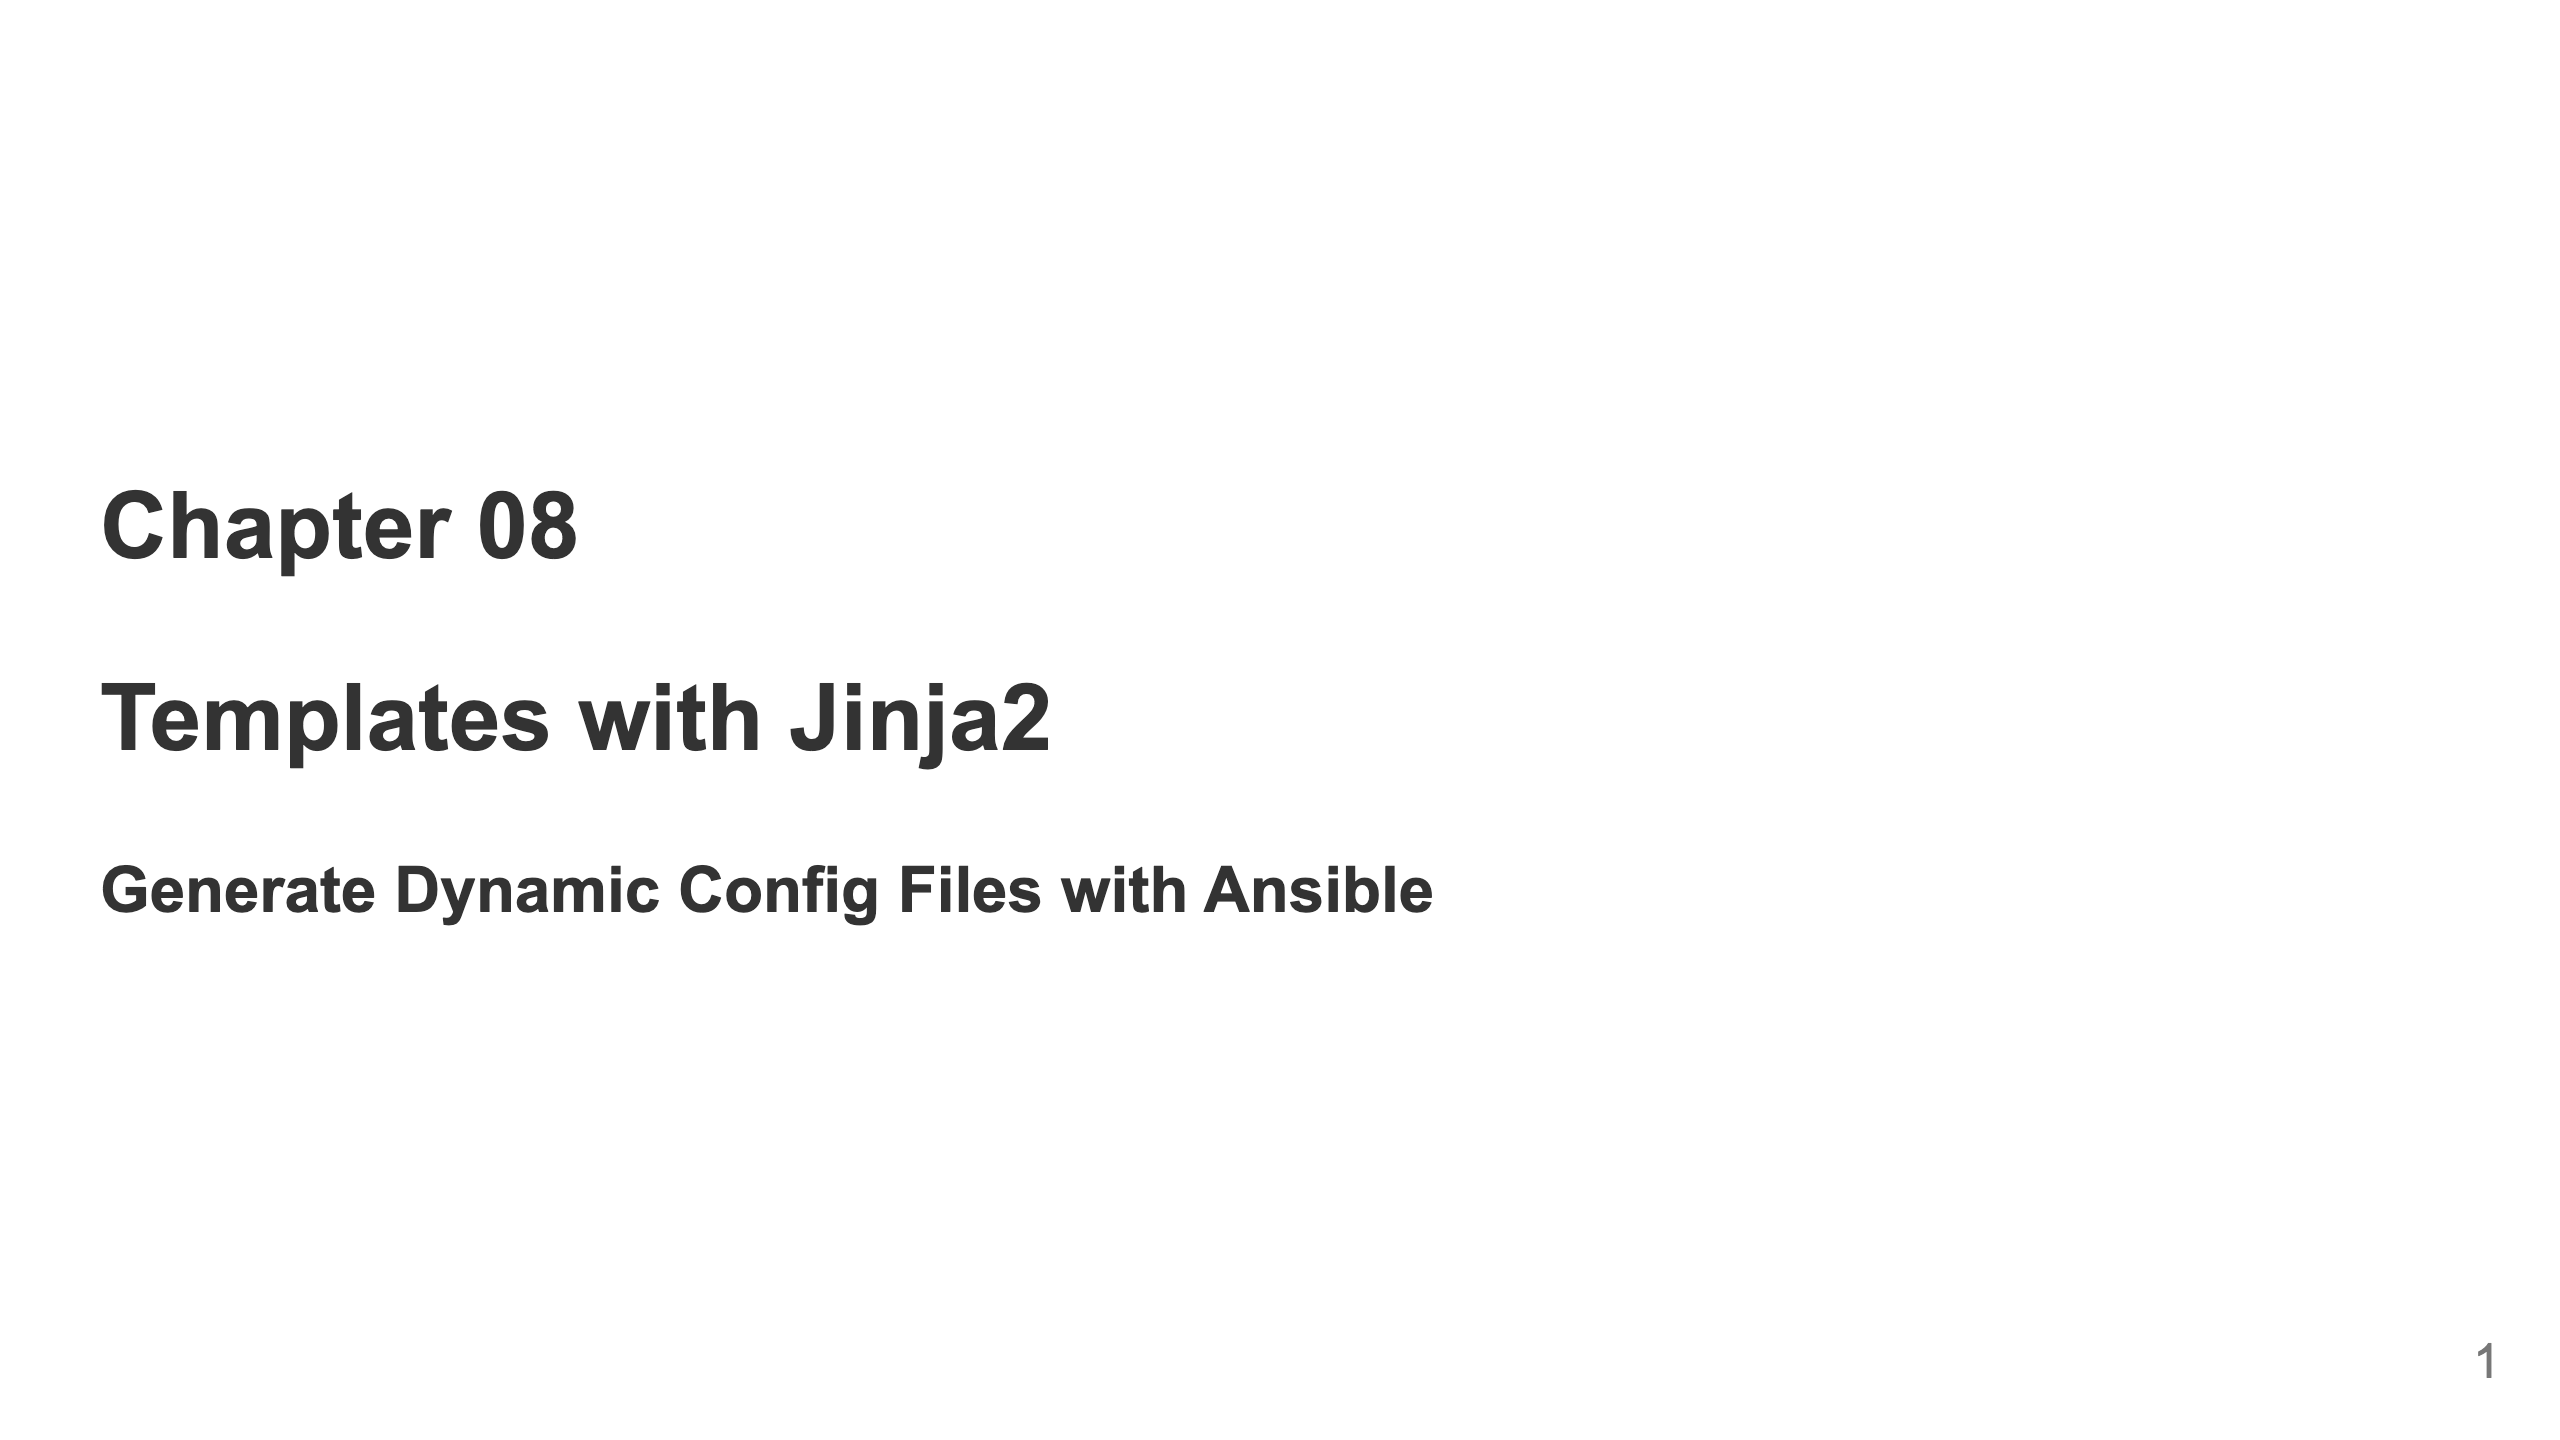 Chapter 08
Templates with Jinja2
Generate Dynamic Config Files with Ansible
1